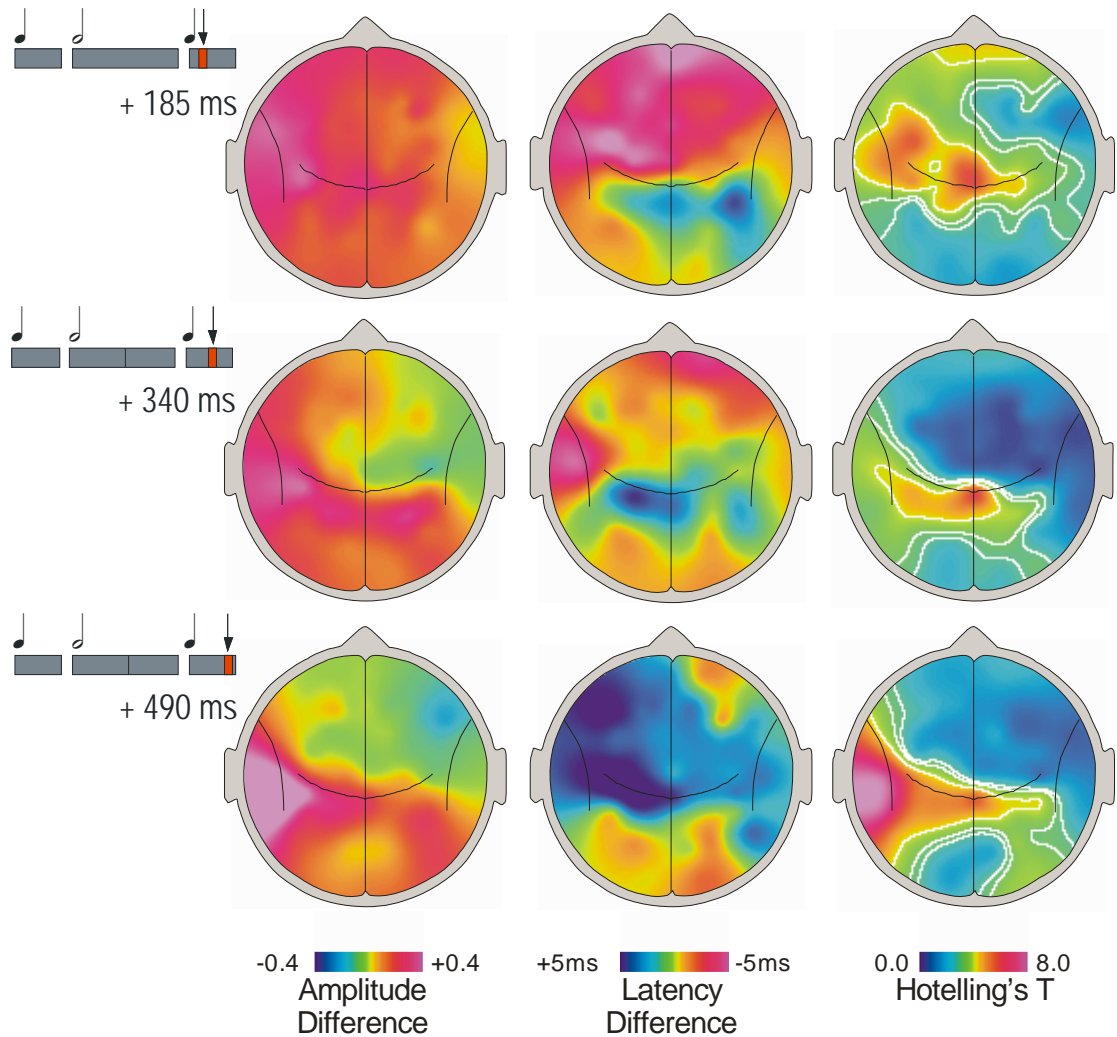 + 185 ms
+ 340 ms
+ 490 ms
-0.4 +0.4
Amplitude
Difference
+5ms -5ms
Latency
Difference
0.0 8.0
Hotelling's T